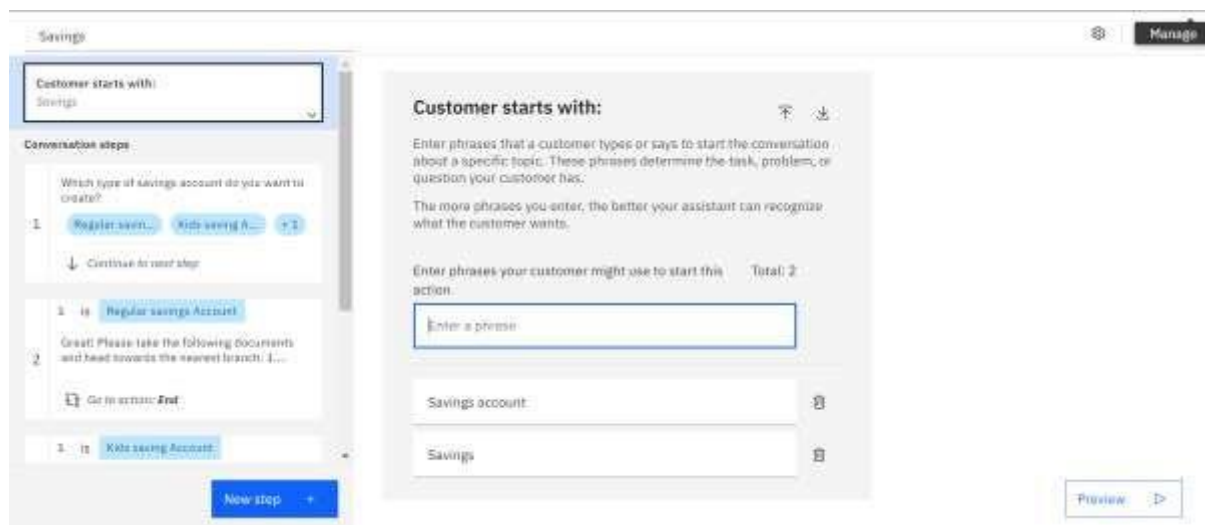 Savings
Manage
Customer starts with:
Savings
Conversation steps
Which type of savings account do you want to
create?
1
Regular savin...
Kids saving A...
+ 1
Continue to next step
1 is Regular savings Account
2
Great! Please take the following documents
and head towards the nearest branch: 1....
Go to action: End
1 is Kids saving Account
New step +
Customer starts with:
Enter phrases that a customer types or says to start the conversation
about a specific topic. These phrases determine the task, problem, or
question your customer has.
The more phrases you enter, the better your assistant can recognize
what the customer wants.
Enter phrases your customer might use to start this
action
Total: 2
Enter a phrase
Savings account
Savings
Preview